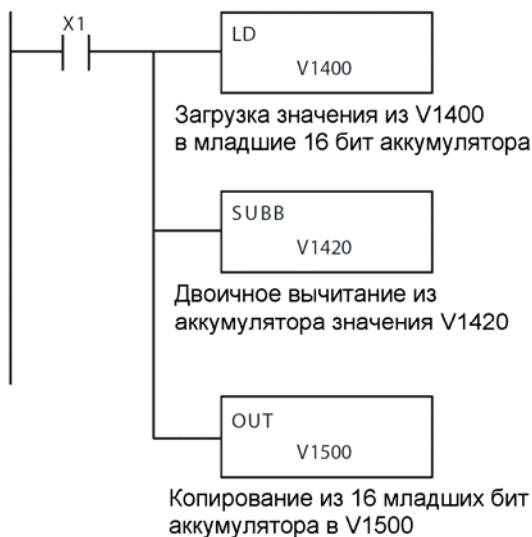 X1
LD
V1400
Загрузка значения из V1400
в младшие 16 бит аккумулятора
SUBB
V1420
Двоичное вычитание из
аккумулятора значения V1420
OUT
V1500
Копирование из 16 младших бит
аккумулятора в V1500